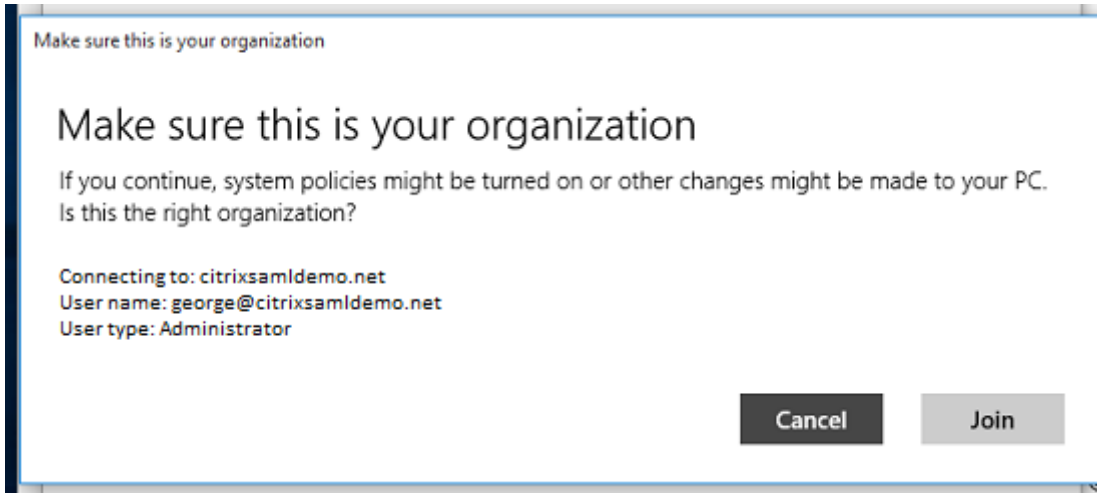 Make sure this is your organization
Make sure this is your organization
If you continue, system policies might be turned on or other changes might be made to your PC.
Is this the right organization?
Connecting to: citrixsamldemo.net
User name: george@citrixsamldemo.net
User type: Administrator
Cancel Join